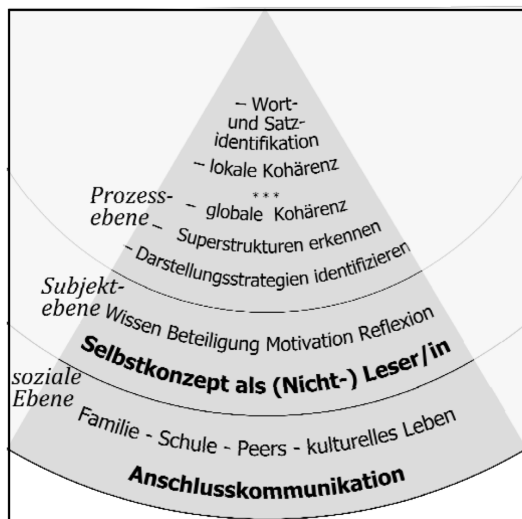 – Wort-
und Satz-
identifikation
– lokale Kohärenz
* * *
Prozess-
ebene
– globale Kohärenz
– Superstrukturen erkennen
– Darstellungsstrategien identifizieren
Subjekt-
ebene
Wissen Beteiligung Motivation Reflexion
Selbstkonzept als (Nicht-) Leser/in
soziale
Ebene
Familie - Schule - Peers - kulturelles Leben
Anschlusskommunikation